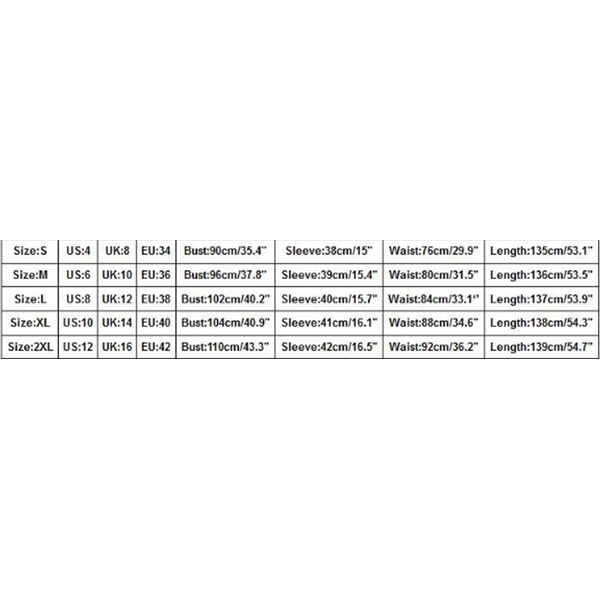 Size:S US:4 UK:8 EU:34 Bust:90cm/35.4" Sleeve:38cm/15" Waist:76cm/29.9" Length:135cm/53.1"
Size:M US:6 UK:10 EU:36 Bust:96cm/37.8" Sleeve:39cm/15.4" Waist:80cm/31.5" Length:136cm/53.5"
Size:L US:8 UK:12 EU:38 Bust:102cm/40.2" Sleeve:40cm/15.7" Waist:84cm/33.1" Length:137cm/53.9"
Size:XL US:10 UK:14 EU:40 Bust:104cm/40.9" Sleeve:41cm/16.1" Waist:88cm/34.6" Length:138cm/54.3"
Size:2XL US:12 UK:16 EU:42 Bust:110cm/43.3" Sleeve:42cm/16.5" Waist:92cm/36.2" Length:139cm/54.7"